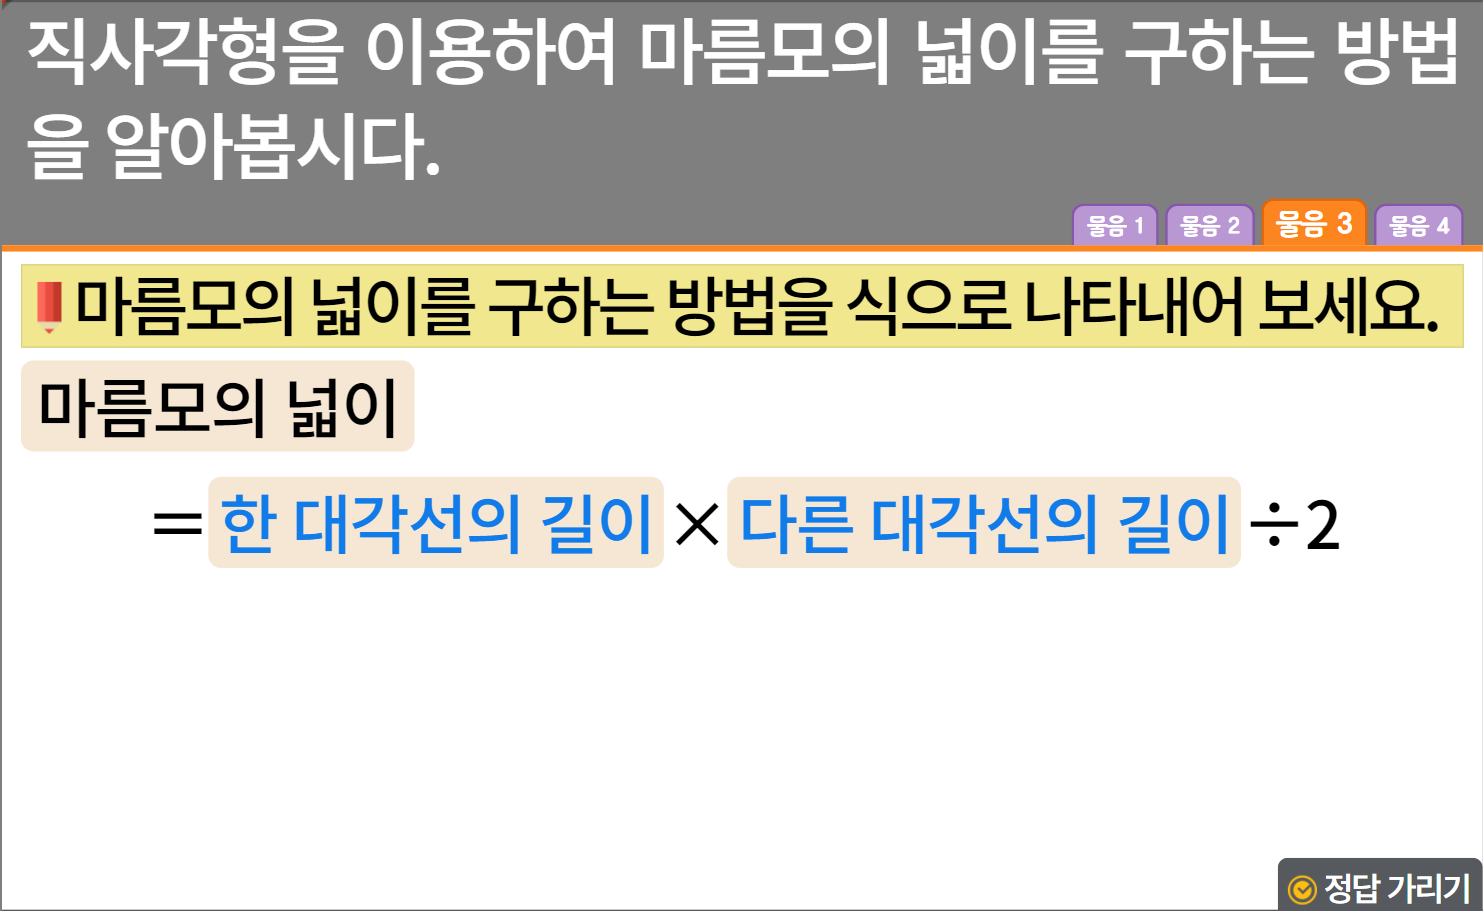 직사각형을 이용하여 마름모의 넓이를 구하는 방법
을 알아봅시다.
물음 1 물음 2 물음 3 물음 4
마름모의 넓이를 구하는 방법을 식으로 나타내어 보세요.
마름모의 넓이
=한 대각선의 길이×다른 대각선의 길이÷2
정답 가리기